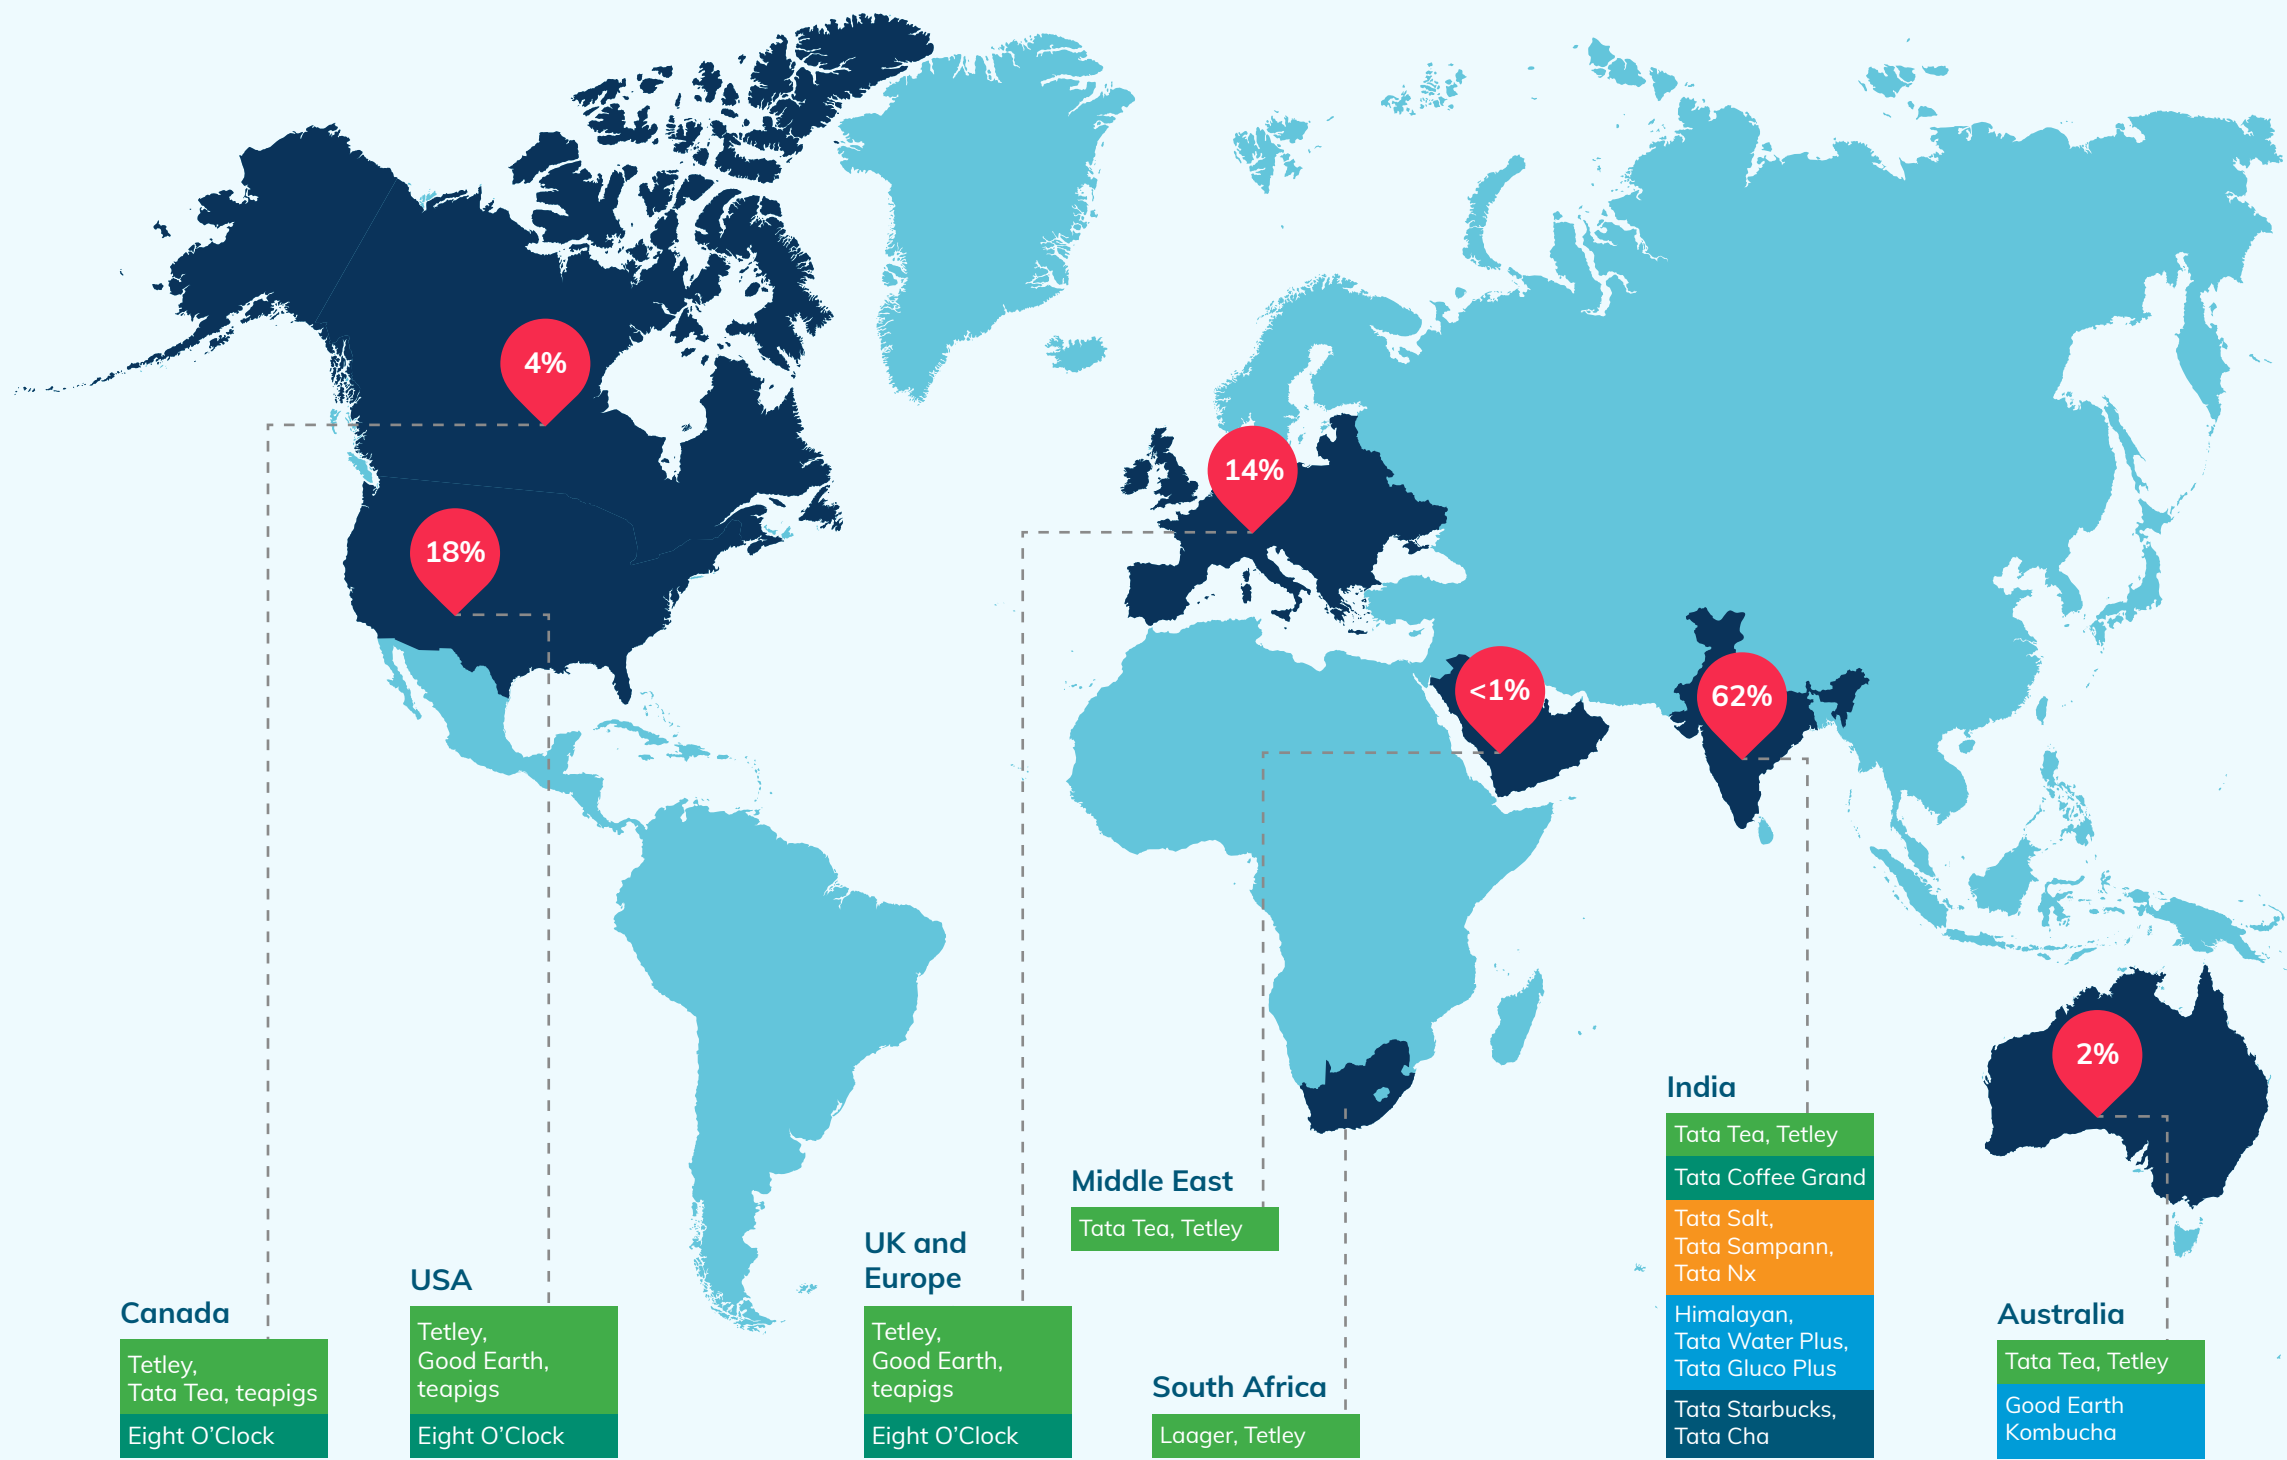 4%
18%
14%
<1%
62%
2%
Canada
Tetley,
Tata Tea, teapigs
Eight O’Clock
USA
Tetley,
Good Earth,
teapigs
Eight O’Clock
UK and
Europe
Tetley,
Good Earth,
teapigs
Eight O’Clock
Middle East
Tata Tea, Tetley
South Africa
Laager, Tetley
India
Tata Tea, Tetley
Tata Coffee Grand
Tata Salt,
Tata Sampann,
Tata Nx
Himalayan,
Tata Water Plus,
Tata Gluco Plus
Tata Starbucks,
Tata Cha
Australia
Tata Tea, Tetley
Good Earth
Kombucha